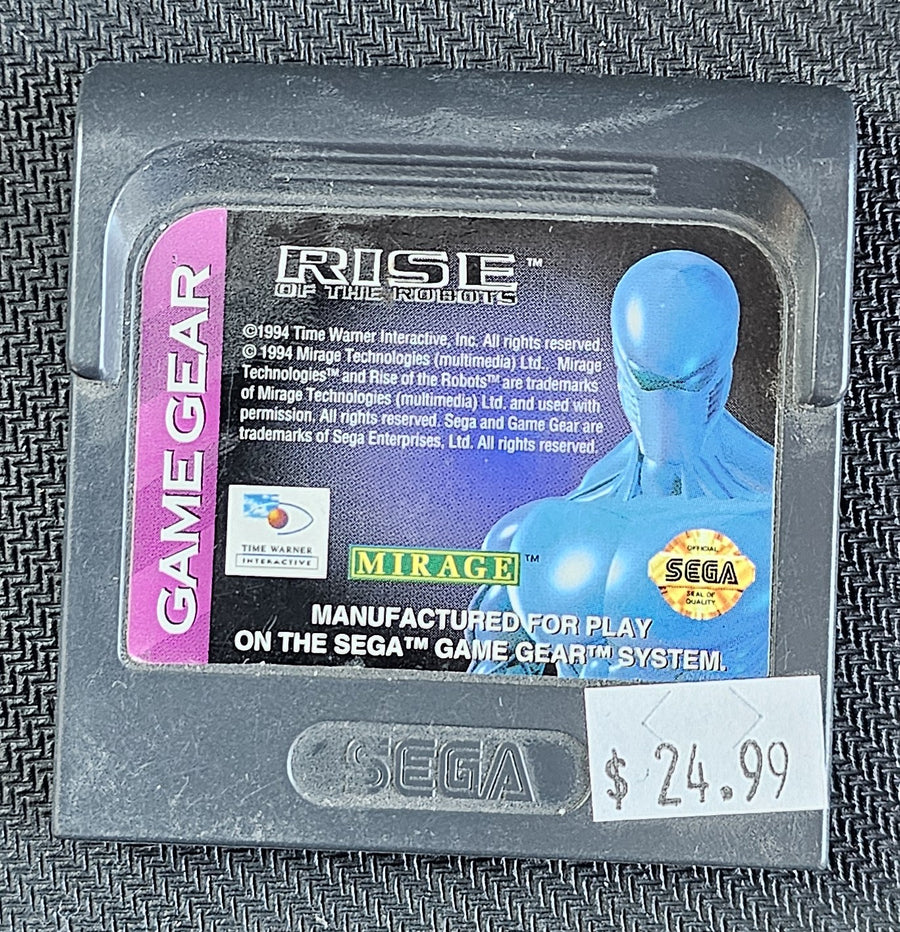 GAME GEAR
RISE™
OF THE ROBOTS
©1994 Time Warner Interactive, Inc. All rights reserved.
© 1994 Mirage Technologies (multimedia) Ltd. Mirage
Technologies™ and Rise of the Robots™ are trademarks
of Mirage Technologies (multimedia) Ltd. and used with
permission. All rights reserved. Sega and Game Gear are
trademarks of Sega Enterprises, Ltd. All rights reserved.
TIME WARNER
INTERACTIVE
MIRAGE™
OFFICIAL
SEGA
SEAL OF
QUALITY
MANUFACTURED FOR PLAY
ON THE SEGA™ GAME GEAR™ SYSTEM.
SEGA
$ 24.99